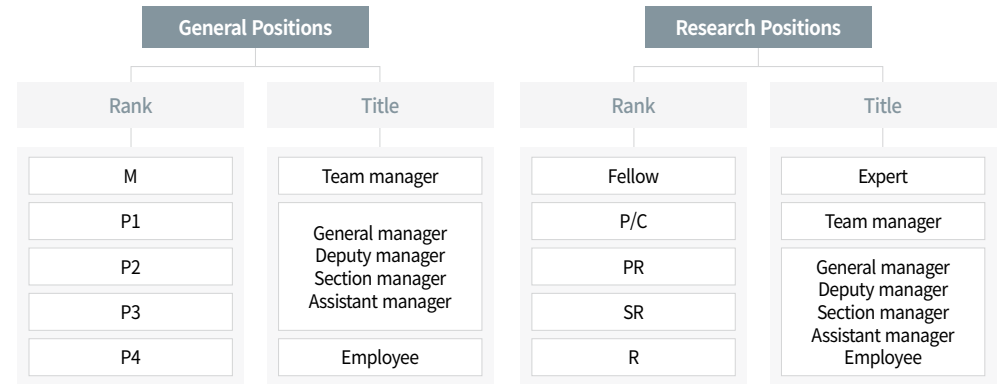 General Positions
Rank
Title
M
P1
P2
P3
P4
Team manager
General manager
Deputy manager
Section manager
Assistant manager
Employee
Research Positions
Rank
Title
Fellow
P/C
PR
SR
R
Expert
Team manager
General manager
Deputy manager
Section manager
Assistant manager
Employee